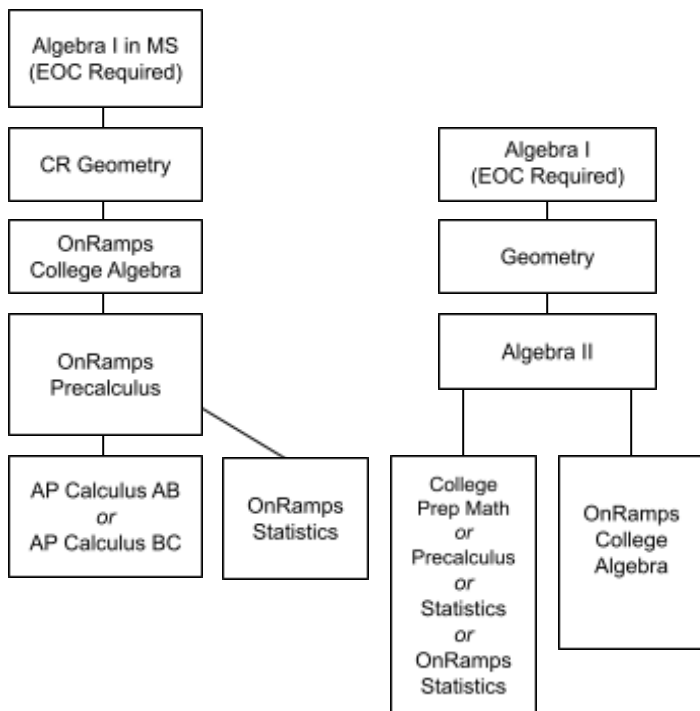 Algebra I in MS
(EOC Required)
CR Geometry
OnRamps
College Algebra
OnRamps
Precalculus
AP Calculus AB
or
AP Calculus BC
OnRamps
Statistics
Algebra I
(EOC Required)
Geometry
Algebra II
College
Prep Math
or
Precalculus
or
Statistics
or
OnRamps
Statistics
OnRamps
College
Algebra